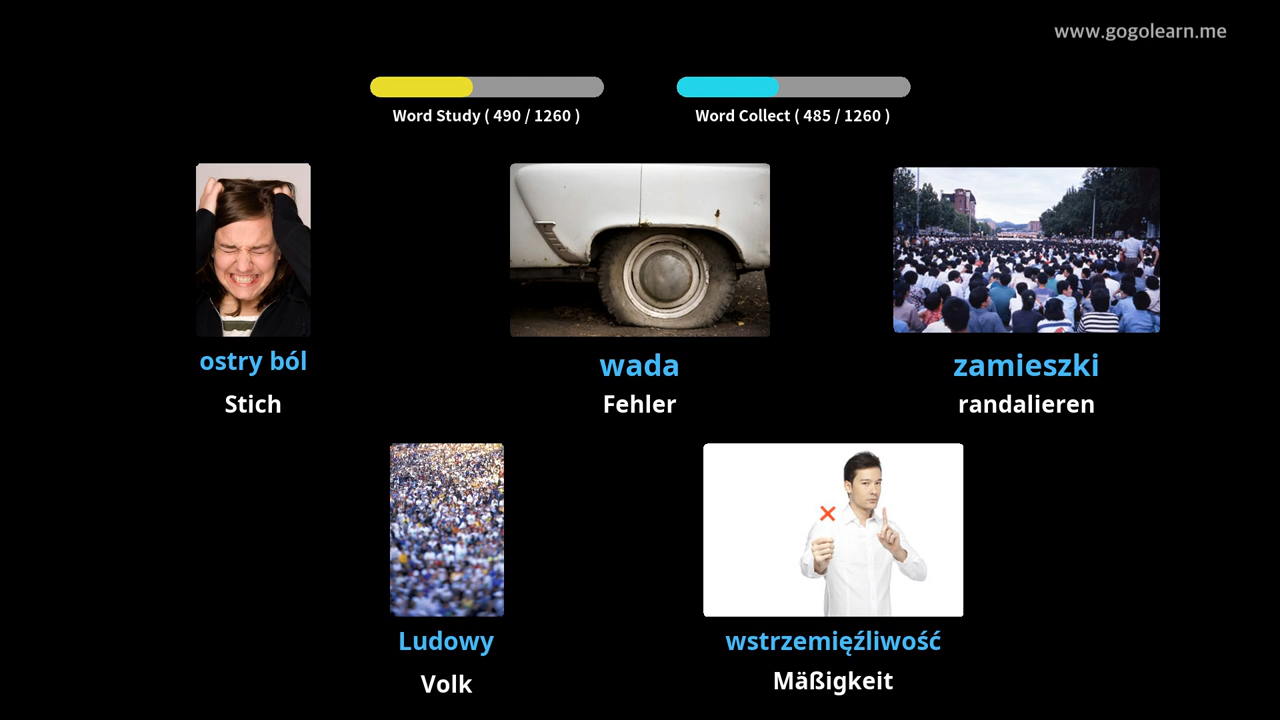 www.gogolearn.me
Word Study ( 490 / 1260 )
Word Collect ( 485 / 1260 )
ostry ból
Stich
wada
Fehler
zamieszki
randalieren
Ludowy
Volk
wstrzemięźliwość
Mäßigkeit